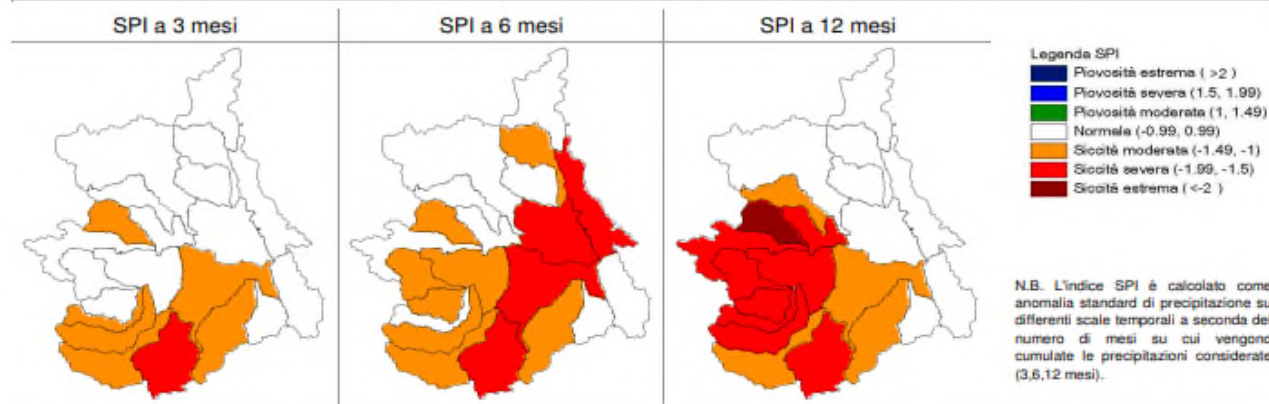 SPI a 3 mesi
SPI a 6 mesi
SPI a 12 mesi
Legenda SPI
Piovosità estrema ( >2 )
Piovosità severa (1.5, 1.99)
Piovosità moderata (1, 1.49)
Normale (-0.99, 0.99)
Siccità moderata (-1.49, -1)
Siccità severa (-1.99, -1.5)
Siccità estrema (<-2 )
N.B. L'indice SPI è calcolato come
anomalia standard di precipitazione su
differenti scale temporali a seconda del
numero di mesi su cui vengono
cumulate le precipitazioni considerate
(3,6,12 mesi).